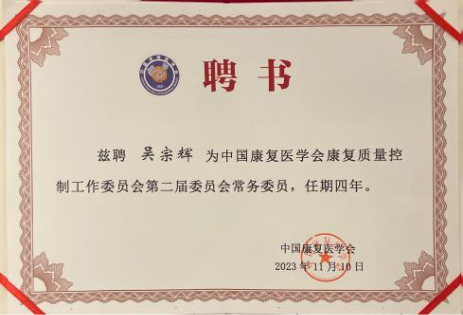 聘书
兹聘 吴宗辉 为中国康复医学会康复质量控
制工作委员会第二届委员会常务委员，任期四年。
中国康复医学会
2023年11月10日